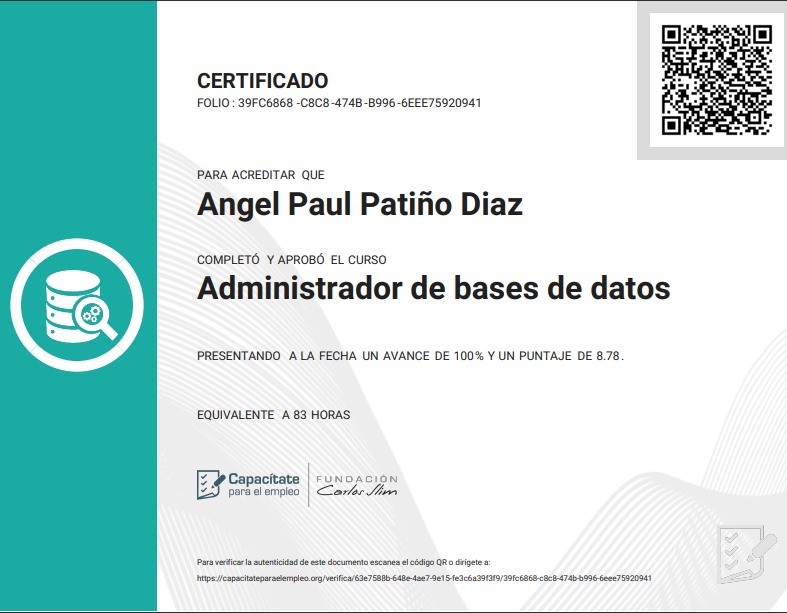 CERTIFICADO
FOLIO : 39FC6868 -C8C8 -474B -B996 -6EEE75920941
PARA ACREDITAR QUE
Angel Paul Patiño Diaz
COMPLETÓ Y APROBÓ EL CURSO
Administrador de bases de datos
PRESENTANDO A LA FECHA UN AVANCE DE 100% Y UN PUNTAJE DE 8.78.
EQUIVALENTE A 83 HORAS
Capacítate
para el empleo
FUNDACIÓN
Carlos Slim
Para verificar la autenticidad de este documento escanea el código QR o dirígete a:
https://capacitateparaelempleo.org/verifica/63e7588b-648e-4ae7-9e15-fe3c6a39f3f9/39fc6868-c8c8-474b-b996-6eee75920941